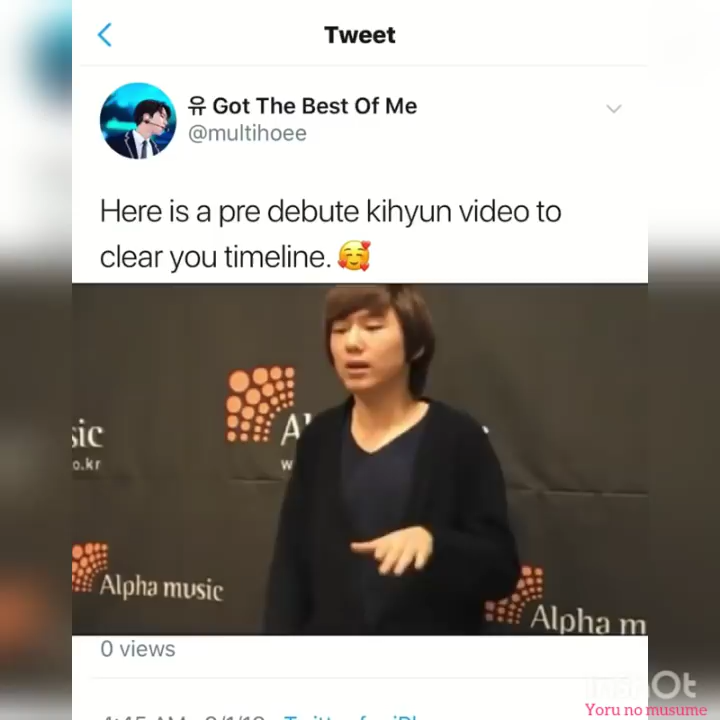 Tweet
유 Got The Best Of Me
@multihoee
Here is a pre debute kihyun video to
clear you timeline. 🥰
sic
o.kr
Alpha music
Alpha m
0 views
Yoru no musume